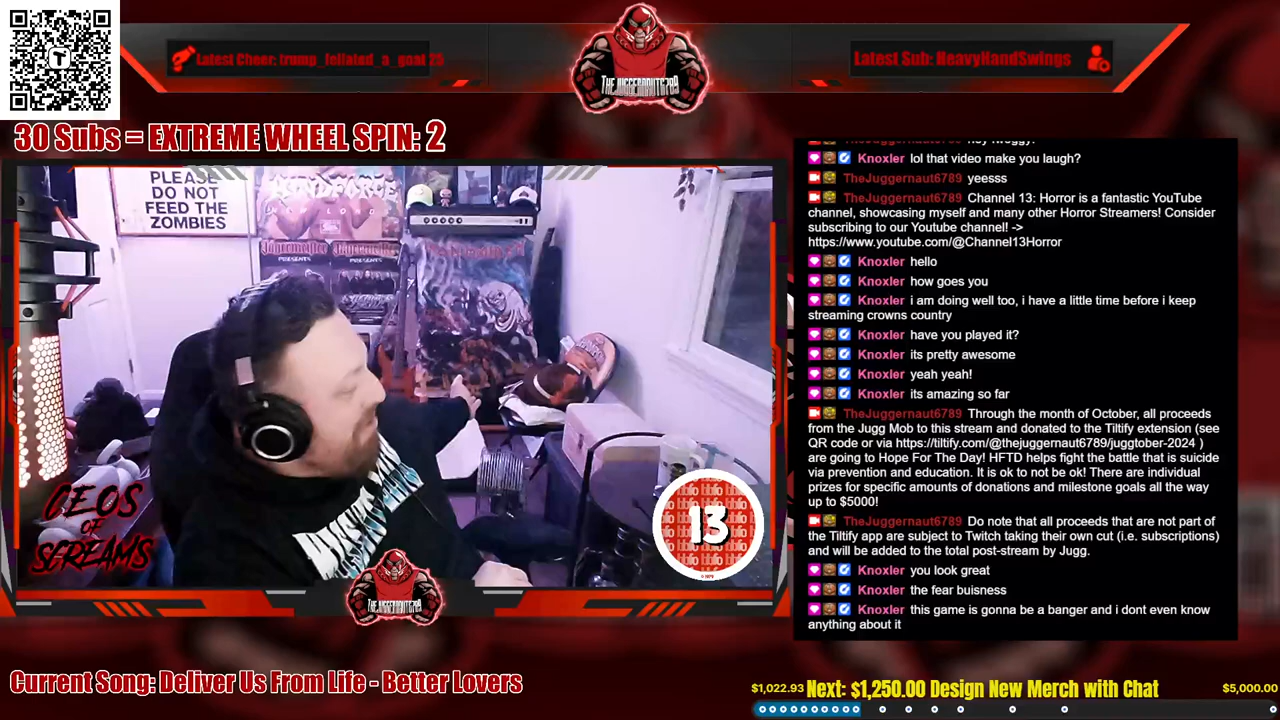 Latest Cheer: trump_fellated_a_goat 25
THEJUGGERNAUT6789
Latest Sub: HeavyHandSwings
30 Subs = EXTREME WHEEL SPIN: 2
PLEASE
DO NOT
FEED THE
ZOMBIES
Jägermeister
PRESENTS
Jägermeister
PRESENTS
CEOS
OF
SCREAMS
13
THEJUGGERNAUT6789
Knoxler lol that video make you laugh?
TheJuggernaut6789 yeesss
TheJuggernaut6789 Channel 13: Horror is a fantastic YouTube
channel, showcasing myself and many other Horror Streamers! Consider
subscribing to our Youtube channel! ->
https://www.youtube.com/@Channel13Horror
Knoxler hello
Knoxler how goes you
Knoxler i am doing well too, i have a little time before i keep
streaming crowns country
Knoxler have you played it?
Knoxler its pretty awesome
Knoxler yeah yeah!
Knoxler its amazing so far
TheJuggernaut6789 Through the month of October, all proceeds
from the Jugg Mob to this stream and donated to the Tiltify extension (see
QR code or via https://tiltify.com/@thejuggernaut6789/juggtober-2024 )
are going to Hope For The Day! HFTD helps fight the battle that is suicide
via prevention and education. It is ok to not be ok! There are individual
prizes for specific amounts of donations and milestone goals all the way
up to $5000!
TheJuggernaut6789 Do note that all proceeds that are not part of
the Tiltify app are subject to Twitch taking their own cut (i.e. subscriptions)
and will be added to the total post-stream by Jugg.
Knoxler you look great
Knoxler the fear buisness
Knoxler this game is gonna be a banger and i dont even know
anything about it
Current Song: Deliver Us From Life - Better Lovers
$1,022.93 Next: $1,250.00 Design New Merch with Chat $5,000.00